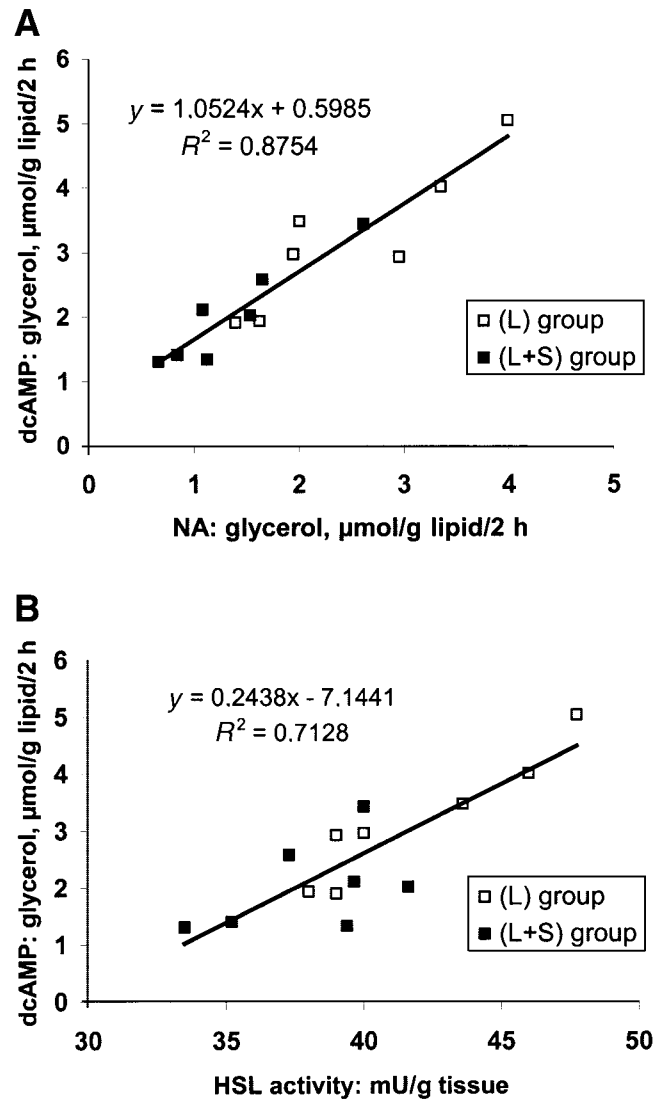 A
dcAMP: glycerol, µmol/g lipid/2 h
6
5
4
3
2
1
0
y = 1.0524x + 0.5985
R² = 0.8754
(L) group
(L+S) group
0 1 2 3 4 5
NA: glycerol, µmol/g lipid/2 h
B
dcAMP: glycerol, µmol/g lipid/2 h
6
5
4
3
2
1
0
y = 0.2438x - 7.1441
R² = 0.7128
(L) group
(L+S) group
30 35 40 45 50
HSL activity: mU/g tissue